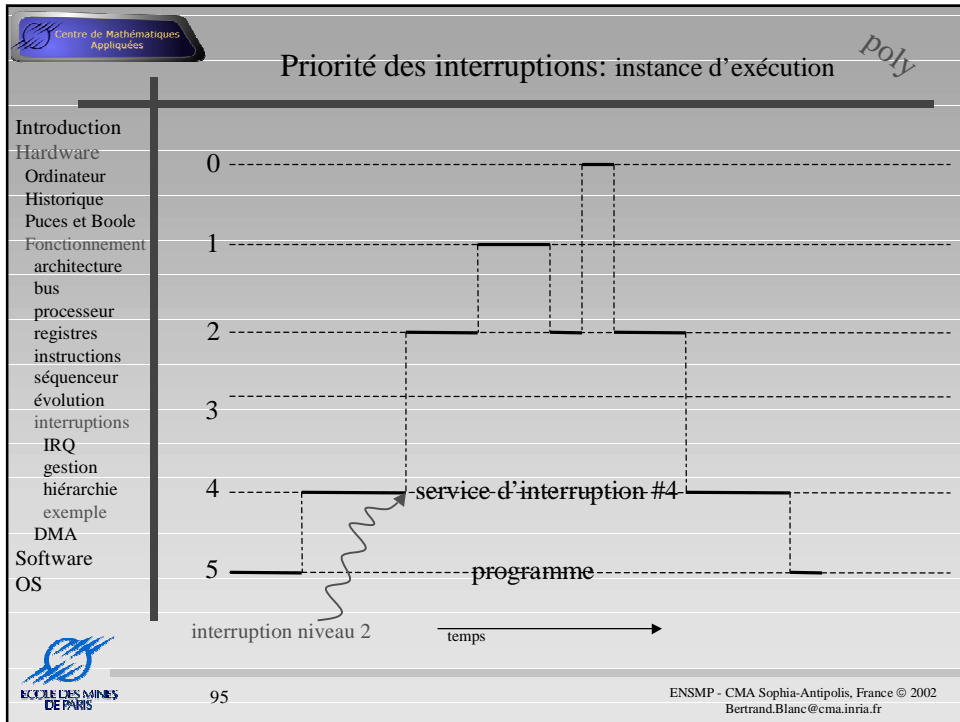 Centre de Mathématiques
Appliquées
Priorité des interruptions: instance d'exécution
poly
Introduction
Hardware
Ordinateur
Historique
Puces et Boole
Fonctionnement
architecture
bus
processeur
registres
instructions
séquenceur
évolution
interruptions
IRQ
gestion
hiérarchie
exemple
DMA
Software
OS
0
1
2
3
4
service d'interruption #4
5
programme
interruption niveau 2
temps
ECOLE DES MINES
DE PARIS
95
ENSMP - CMA Sophia-Antipolis, France © 2002
Bertrand.Blanc@cma.inria.fr